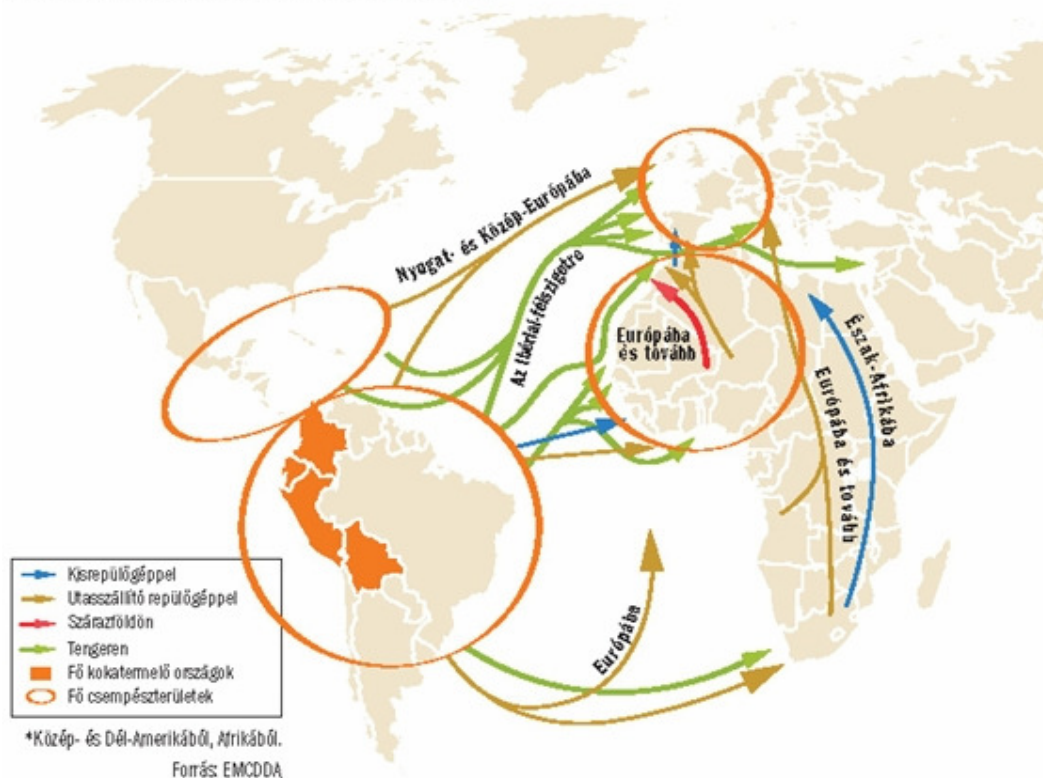 Nyugat- és Közép-Európába
Az Ibériai-félszigetre
Európába
és tovább
Észak-Afrikába
Európába és tovább
Európába
Kisrepülőgéppel
Utasszállító repülőgéppel
Szárazföldön
Tengeren
Fő kokatermelő országok
Fő csempészterületek
*Közép- és Dél-Amerikából, Afrikából.
Forrás: EMCDDA